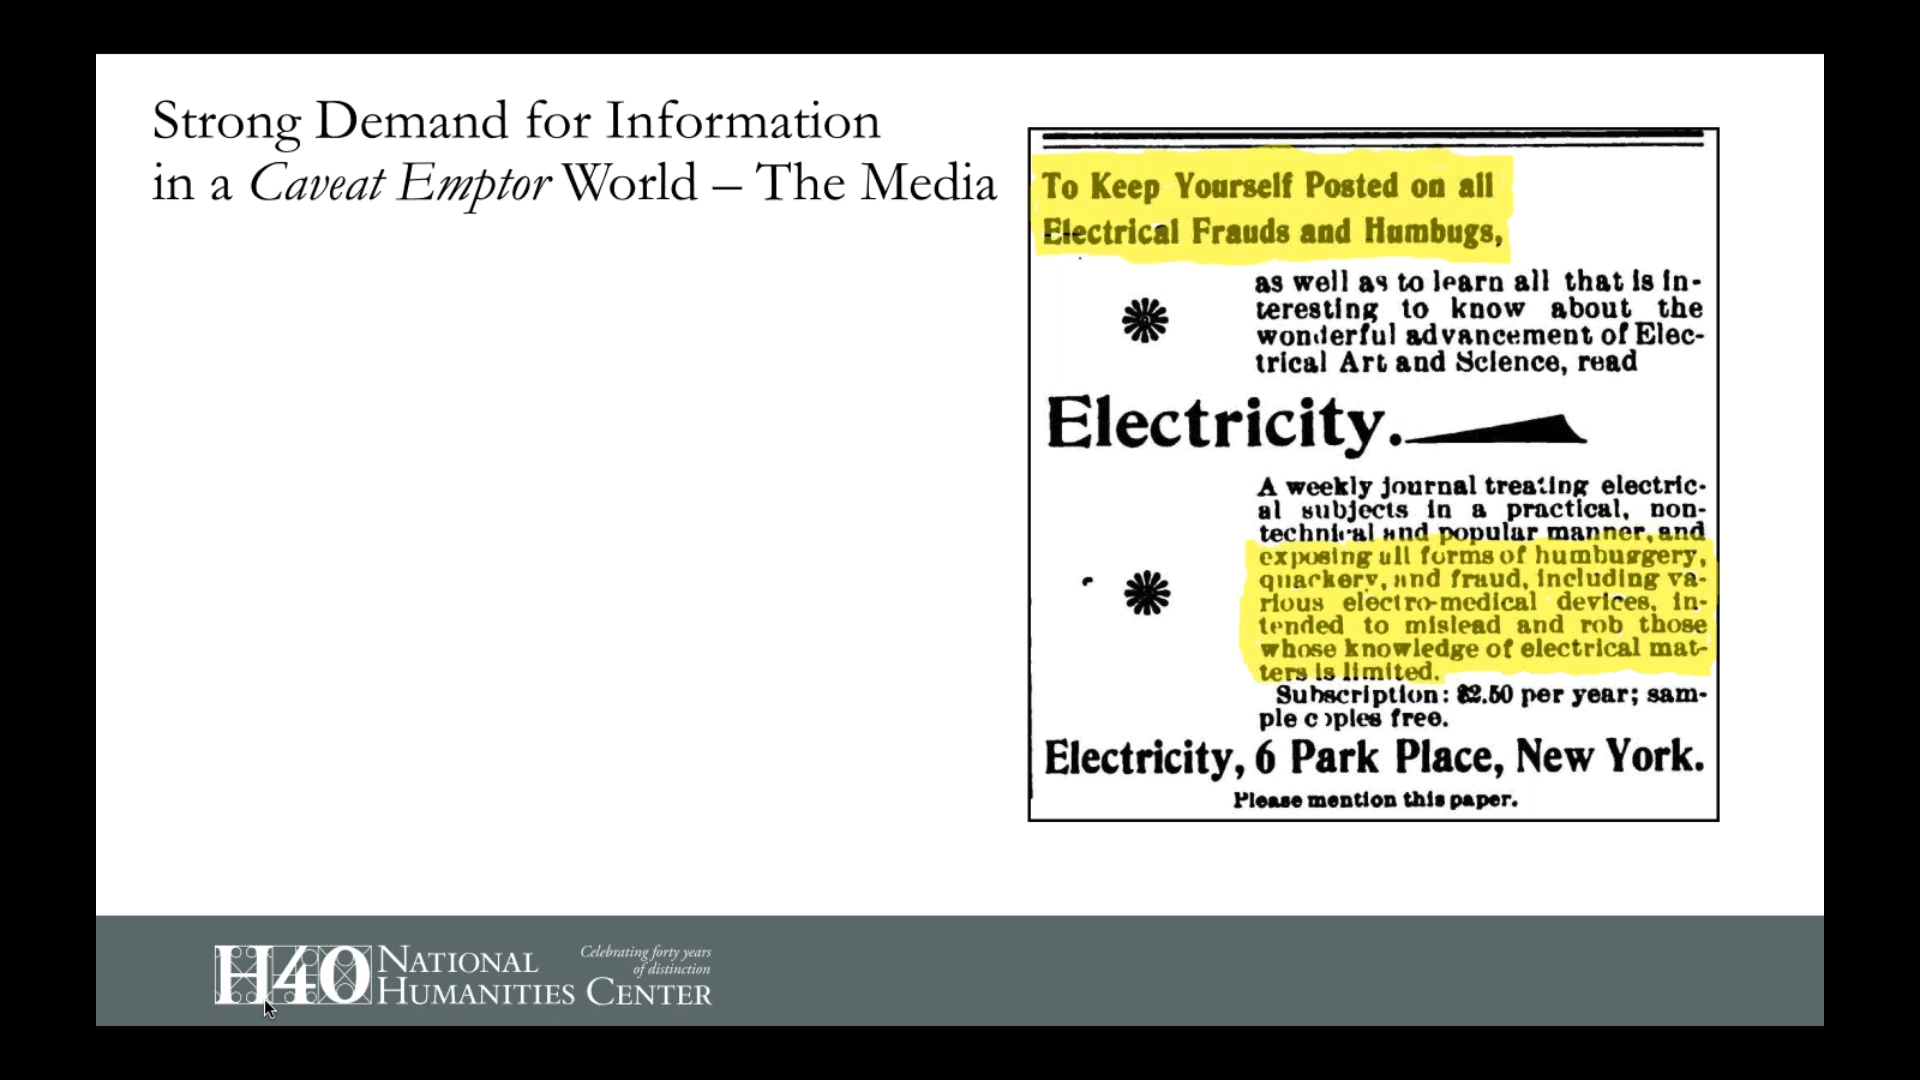 Strong Demand for Information
in a Caveat Emptor World – The Media
To Keep Yourself Posted on all
Electrical Frauds and Humbugs,
as well as to learn all that is in-
teresting to know about the
wonderful advancement of Elec-
trical Art and Science, read
Electricity.
A weekly journal treating electric-
al subjects in a practical, non-
technical and popular manner, and
exposing all forms of humbuggery,
quackery, and fraud, including va-
rious electro-medical devices, in-
tended to mislead and rob those
whose knowledge of electrical mat-
ters is limited.
Subscription: $2.50 per year; sam-
ple copies free.
Electricity, 6 Park Place, New York.
Please mention this paper.
H40
NATIONAL
HUMANITIES CENTER
Celebrating forty years
of distinction